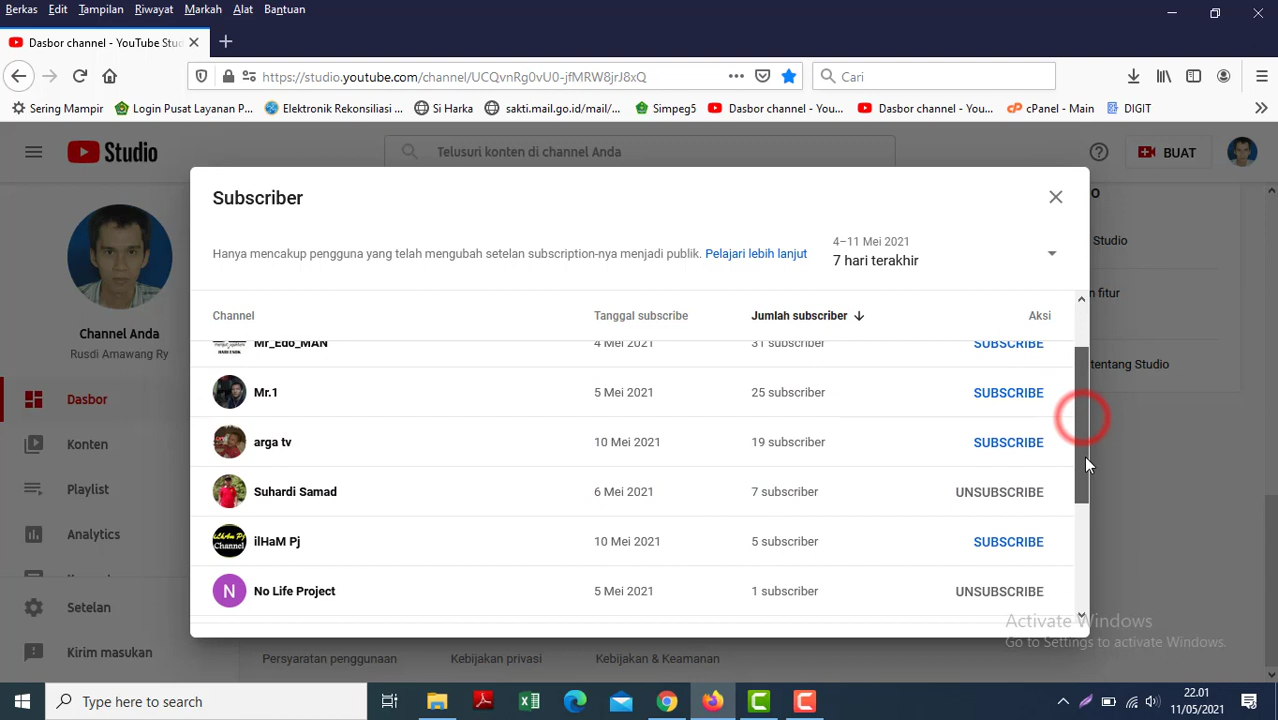 Berkas Edit Tampilan Riwayat Markah Alat Bantuan
Dasbor channel - YouTube Stud
https://studio.youtube.com/channel/UCQvnRg0vU0-jfMRW8jrJ8xQ
Cari
Sering Mampir Login Pusat Layanan P... Elektronik Rekonsiliasi ... Si Harka sakti.mail.go.id/mail/... Simpeg5 Dasbor channel - You... Dasbor channel - You... cPanel - Main DIGIT
Studio
Telusuri konten di channel Anda
BUAT
Subscriber
Hanya mencakup pengguna yang telah mengubah setelan subscription-nya menjadi publik. Pelajari lebih lanjut
4–11 Mei 2021
7 hari terakhir
Channel Tanggal subscribe Jumlah subscriber Aksi
Mr_Edo_MAN 4 Mei 2021 31 subscriber SUBSCRIBE
Mr.1 5 Mei 2021 25 subscriber SUBSCRIBE
arga tv 10 Mei 2021 19 subscriber SUBSCRIBE
Suhardi Samad 6 Mei 2021 7 subscriber UNSUBSCRIBE
ilHaM Pj 10 Mei 2021 5 subscriber SUBSCRIBE
No Life Project 5 Mei 2021 1 subscriber UNSUBSCRIBE
Channel Anda
Rusdi Amawang Ry
Dasbor
Konten
Playlist
Analytics
Setelan
Kirim masukan
Studio
fitur
tentang Studio
Persyaratan penggunaan Kebijakan privasi Kebijakan & Keamanan
Activate Windows
Go to Settings to activate Windows.
Type here to search
22.01
11/05/2021